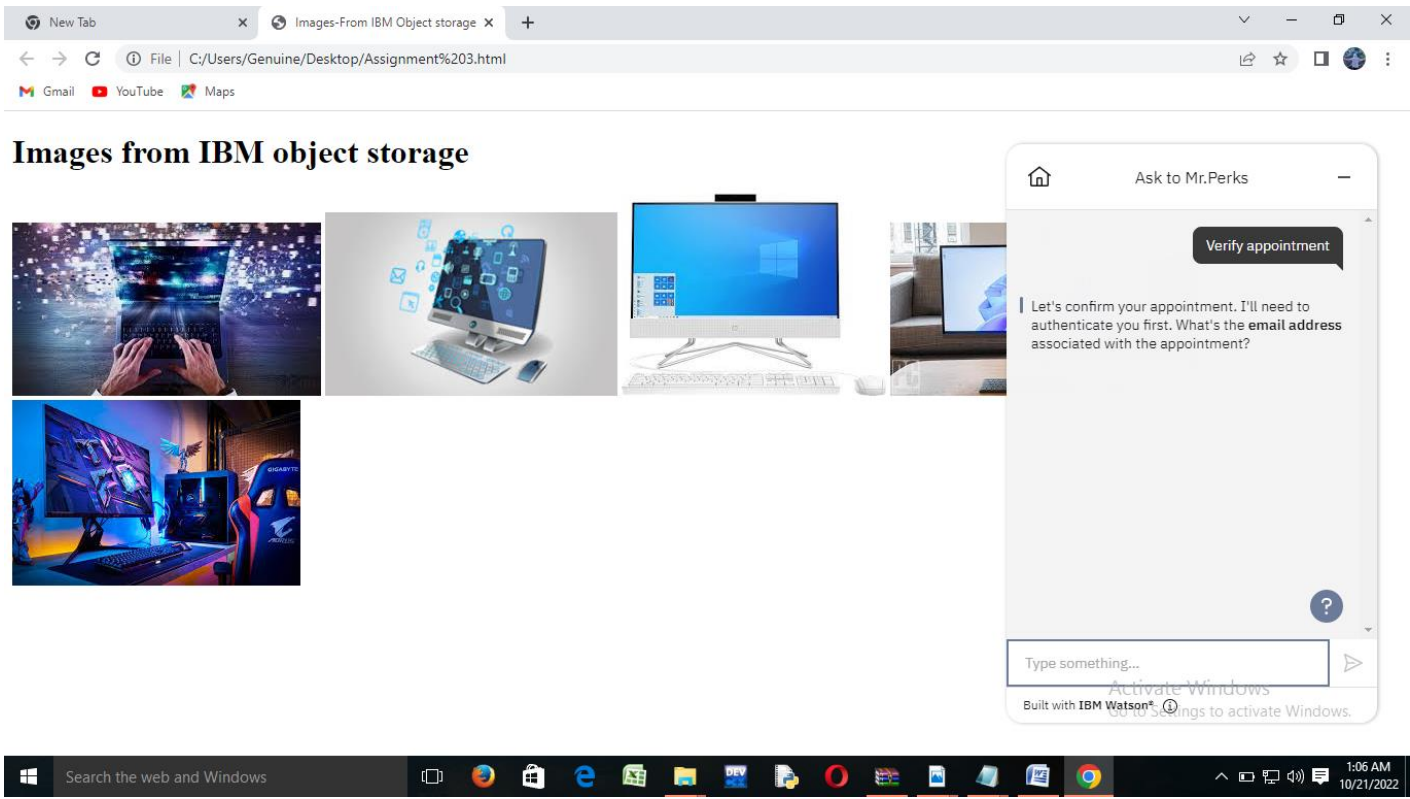 New Tab
Images-From IBM Object storage
File | C:/Users/Genuine/Desktop/Assignment%203.html
Gmail
YouTube
Maps
Images from IBM object storage
GIGABYTE
Ask to Mr.Perks
Verify appointment
Let's confirm your appointment. I'll need to
authenticate you first. What's the email address
associated with the appointment?
?
Type something...
Built with IBM Watson®
Activate Windows
Go to Settings to activate Windows.
Search the web and Windows
DEV
1:06 AM
10/21/2022